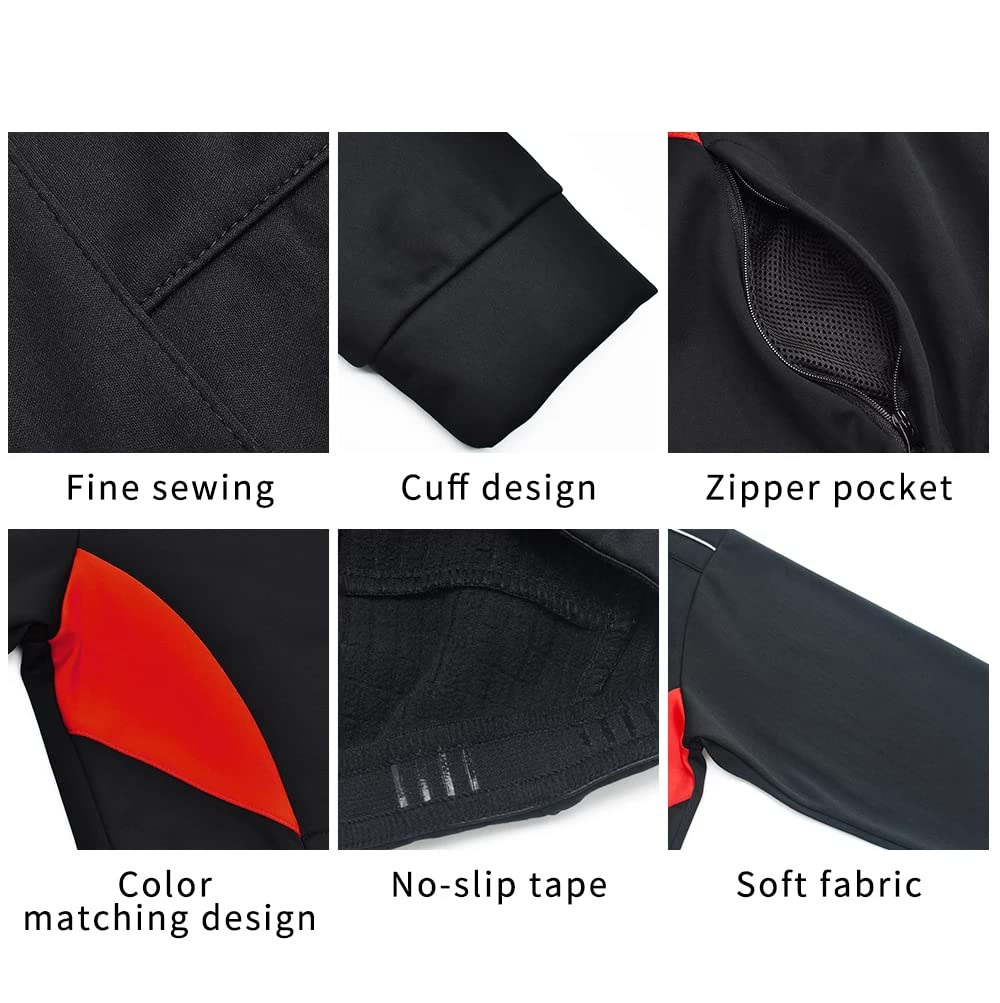 Fine sewing
Cuff design
Zipper pocket
Color
matching design
No-slip tape
Soft fabric